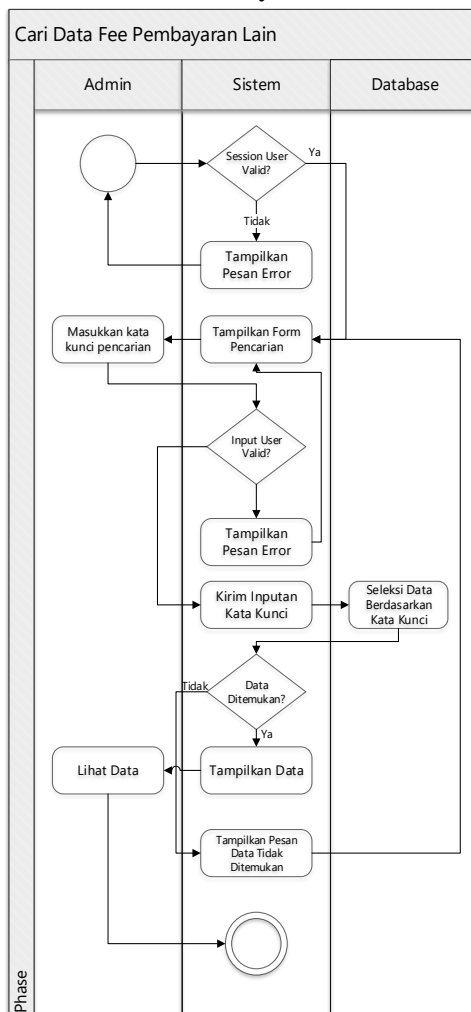 Cari Data Fee Pembayaran Lain
Admin
Sistem
Database
Session User
Valid?
Ya
Tidak
Tampilkan
Pesan Error
Masukkan kata
kunci pencarian
Tampilkan Form
Pencarian
Input User
Valid?
Tampilkan
Pesan Error
Kirim Inputan
Kata Kunci
Seleksi Data
Berdasarkan
Kata Kunci
Tidak
Data
Ditemukan?
Ya
Lihat Data
Tampilkan Data
Tampilkan Pesan
Data Tidak
Ditemukan
Phase